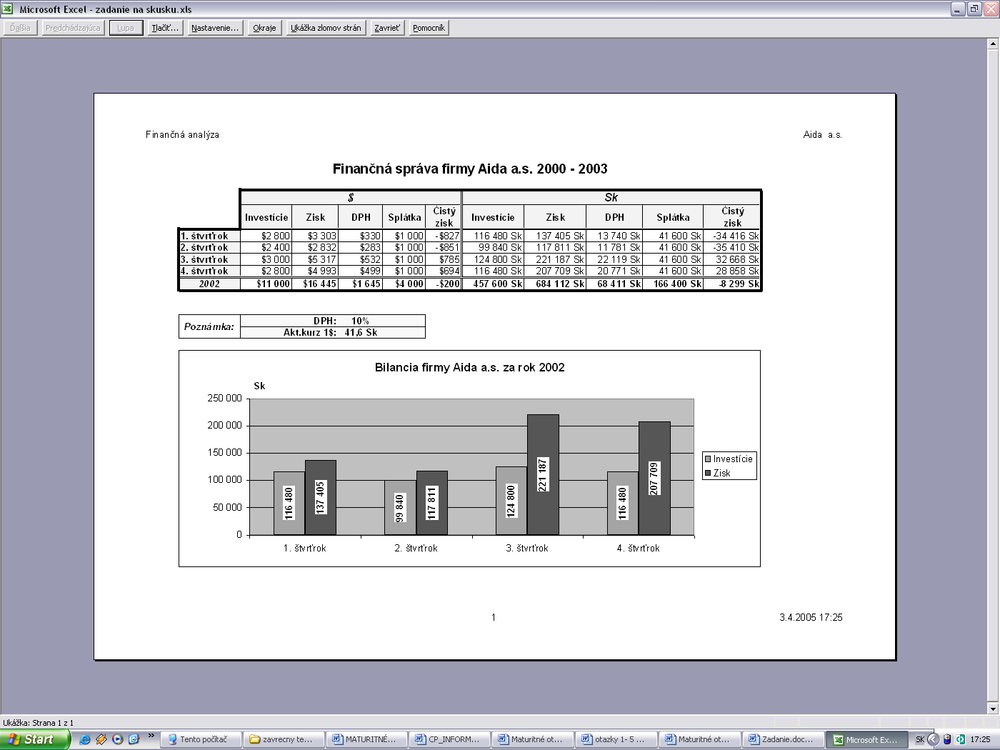 Microsoft Excel - zadanie na skusku.xls
Ďalšia Predchádzajúca Lupa Tlačiť... Nastavenie... Okraje Ukážka zlomov strán Zavrieť Pomocník
Finančná analýza Aida a.s.
Finančná správa firmy Aida a.s. 2000 - 2003
$ Sk
Investície Zisk DPH Splátka Čistý zisk Investície Zisk DPH Splátka Čistý zisk
1. štvrťrok $2 800 $3 303 $330 $1 000 -$827 116 480 Sk 137 405 Sk 13 740 Sk 41 600 Sk -34 416 Sk
2. štvrťrok $2 400 $2 832 $283 $1 000 -$851 99 840 Sk 117 811 Sk 11 781 Sk 41 600 Sk -35 410 Sk
3. štvrťrok $3 000 $5 317 $532 $1 000 $785 124 800 Sk 221 187 Sk 22 119 Sk 41 600 Sk 32 668 Sk
4. štvrťrok $2 800 $4 993 $499 $1 000 $694 116 480 Sk 207 709 Sk 20 771 Sk 41 600 Sk 28 858 Sk
2002 $11 000 $16 445 $1 645 $4 000 -$200 457 600 Sk 684 112 Sk 68 411 Sk 166 400 Sk -8 299 Sk
Poznámka: DPH: 10%
Akt.kurz 1$: 41,6 Sk
Bilancia firmy Aida a.s. za rok 2002
Sk
250 000
200 000
150 000
100 000
50 000
0
116 480 137 405 99 840 117 811 124 800 221 187 116 480 207 709
1. štvrťrok 2. štvrťrok 3. štvrťrok 4. štvrťrok
Investície
Zisk
1 3.4.2005 17:25
Ukážka: Strana 1 z 1
Start Tento počítač zavrecny te... MATURITNÉ... CP_INFORM... Maturitné ot... otazky 1- 5 ... Maturitné ot... Zadanie.doc... Microsoft Ex... SK 17:25